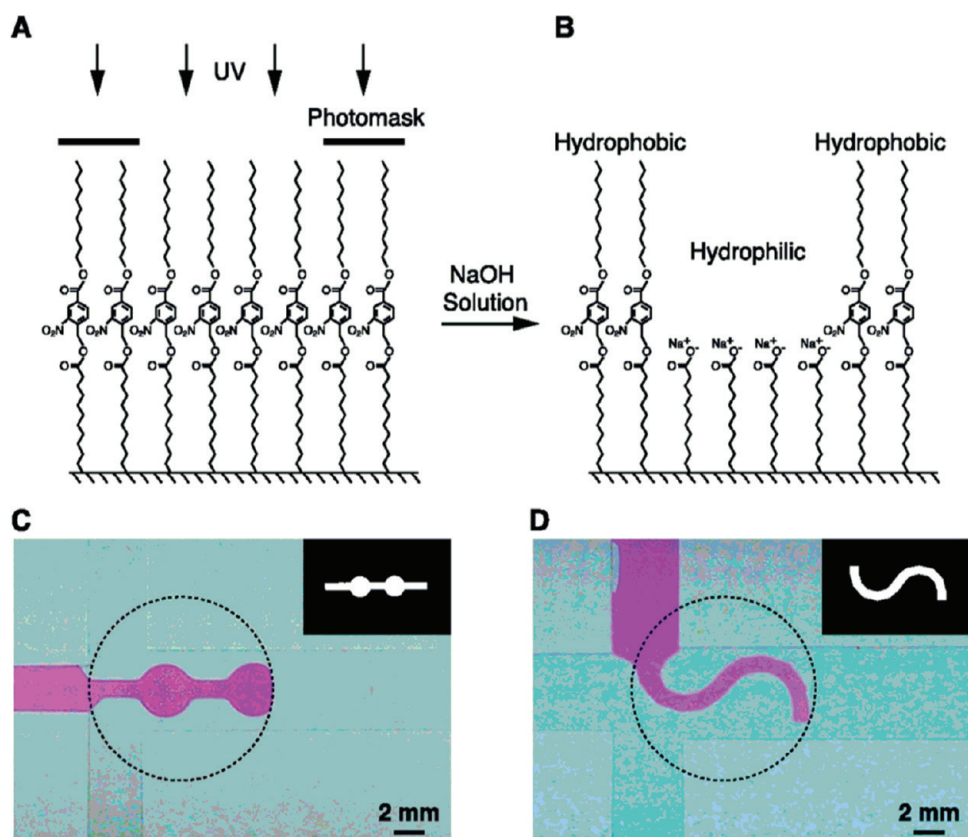 A
B
UV
Photomask
Hydrophobic
Hydrophobic
Hydrophilic
NaOH
Solution
O O O O O O O O
O O O O O O O O
O₂N O₂N O₂N O₂N O₂N O₂N O₂N O₂N
O O O O O O O O
O O O O O O O O
O O O O
O O O O
O₂N O₂N O₂N O₂N
Na⁺ Na⁺ Na⁺ Na⁺
O⁻ O⁻ O⁻ O⁻
O O O O
O O O O
O O O O
C
D
2 mm
2 mm